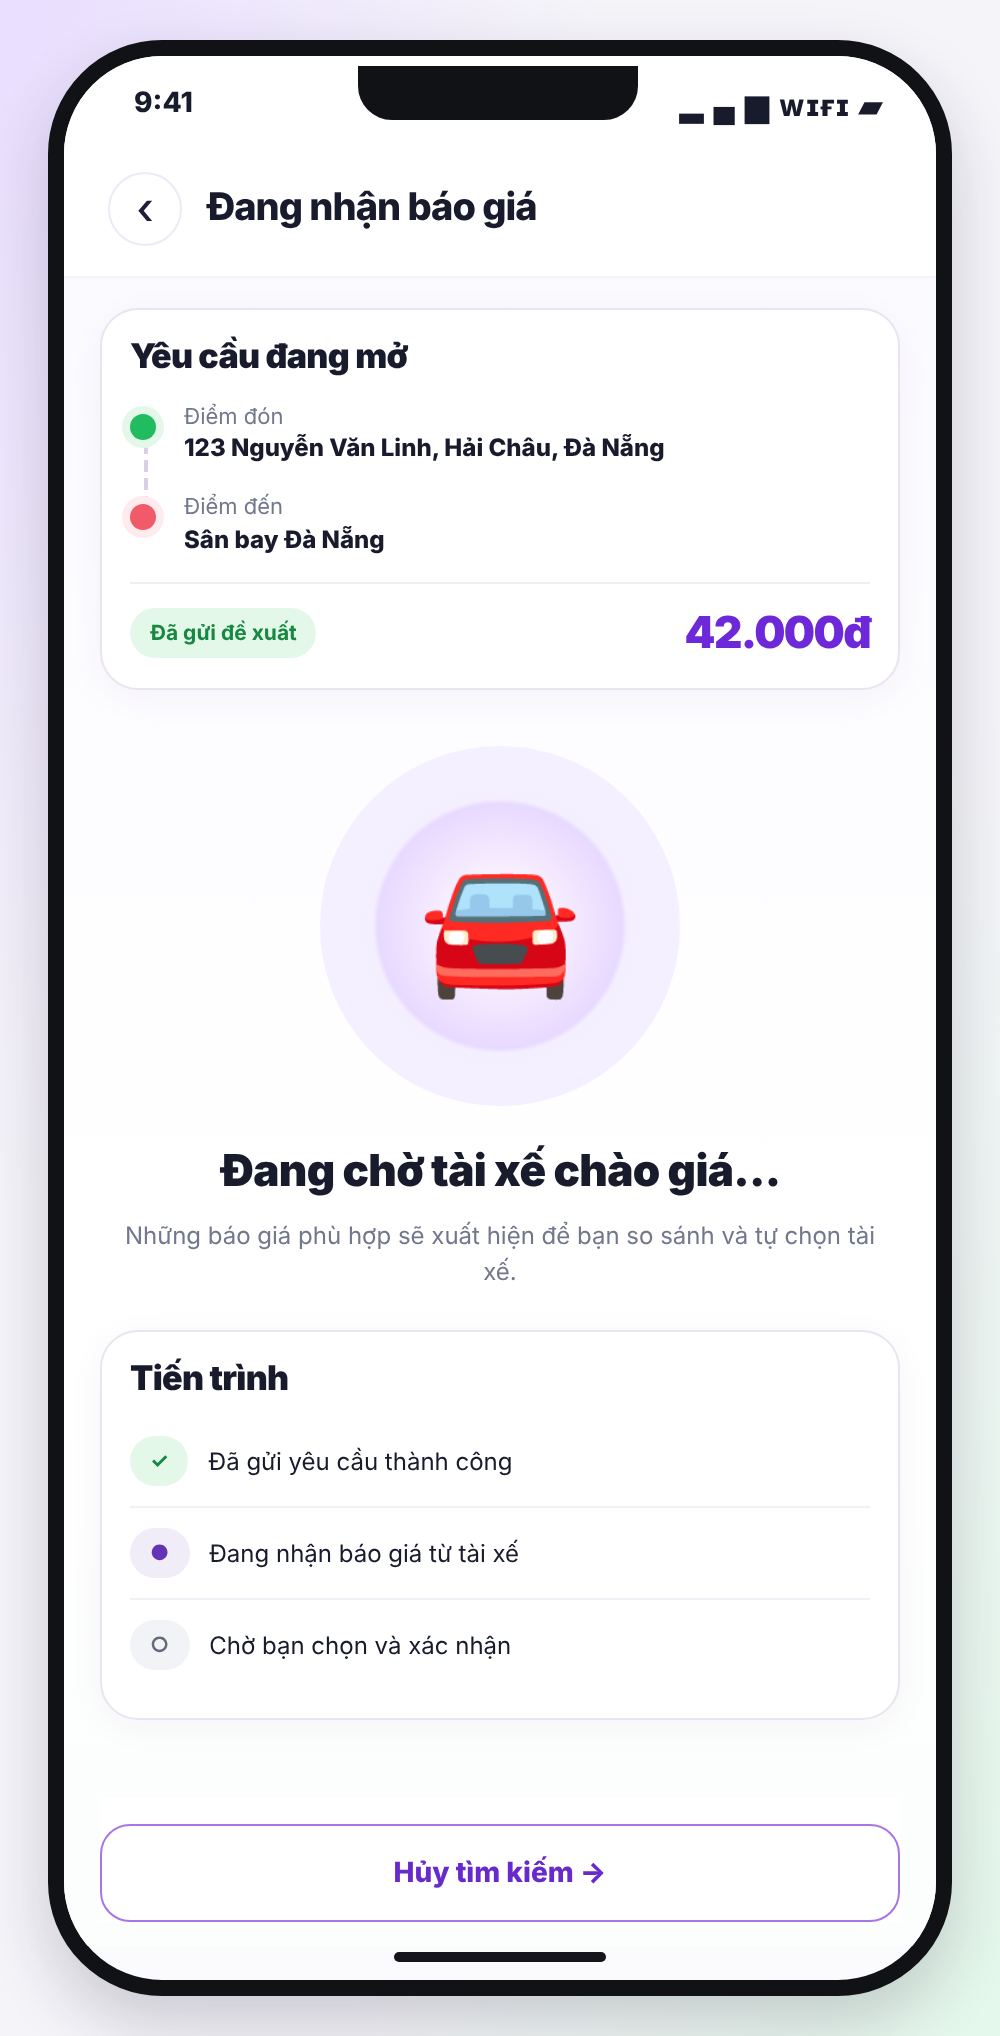 9:41
WIFI
Đang nhận báo giá
Yêu cầu đang mở
Điểm đón
123 Nguyễn Văn Linh, Hải Châu, Đà Nẵng
Điểm đến
Sân bay Đà Nẵng
Đã gửi đề xuất
42.000đ
Đang chờ tài xế chào giá...
Những báo giá phù hợp sẽ xuất hiện để bạn so sánh và tự chọn tài
xế.
Tiến trình
Đã gửi yêu cầu thành công
Đang nhận báo giá từ tài xế
Chờ bạn chọn và xác nhận
Hủy tìm kiếm →